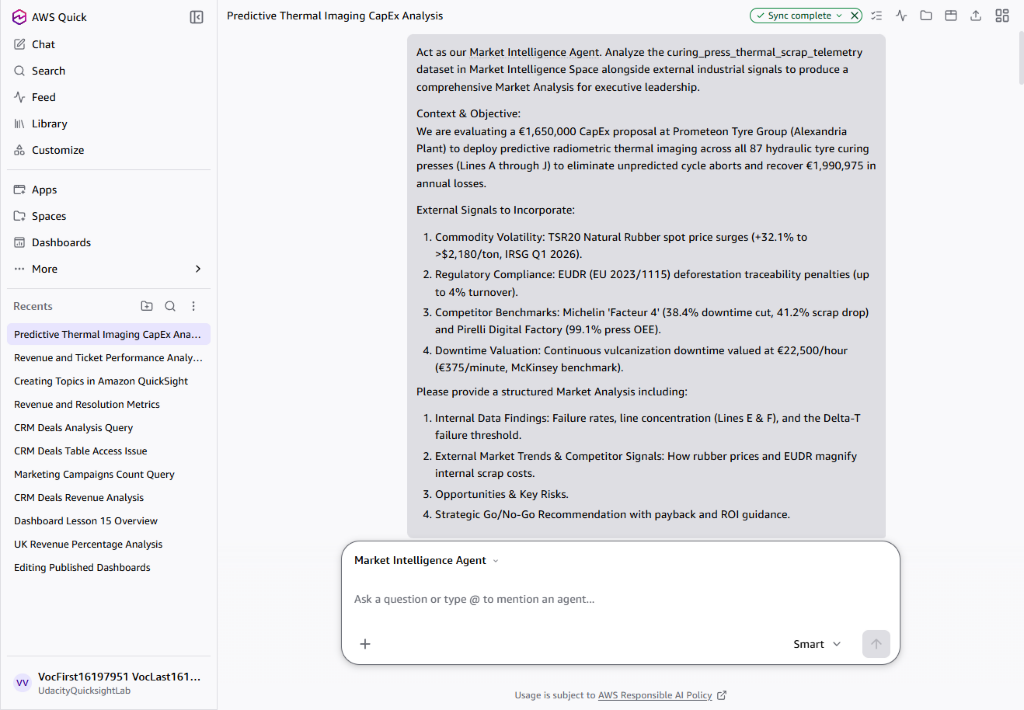 AWS Quick
Chat
Search
Feed
Library
Customize
Apps
Spaces
Dashboards
More
Recents
Predictive Thermal Imaging CapEx Ana...
Revenue and Ticket Performance Analy...
Creating Topics in Amazon QuickSight
Revenue and Resolution Metrics
CRM Deals Analysis Query
CRM Deals Table Access Issue
Marketing Campaigns Count Query
CRM Deals Revenue Analysis
Dashboard Lesson 15 Overview
UK Revenue Percentage Analysis
Editing Published Dashboards
VV
VocFirst16197951 VocLast161...
UdacityQuicksightLab
Predictive Thermal Imaging CapEx Analysis
Sync complete
Act as our Market Intelligence Agent. Analyze the curing_press_thermal_scrap_telemetry
dataset in Market Intelligence Space alongside external industrial signals to produce a
comprehensive Market Analysis for executive leadership.
Context & Objective:
We are evaluating a €1,650,000 CapEx proposal at Prometeon Tyre Group (Alexandria
Plant) to deploy predictive radiometric thermal imaging across all 87 hydraulic tyre curing
presses (Lines A through J) to eliminate unpredicted cycle aborts and recover €1,990,975 in
annual losses.
External Signals to Incorporate:
1. Commodity Volatility: TSR20 Natural Rubber spot price surges (+32.1% to
>$2,180/ton, IRSG Q1 2026).
2. Regulatory Compliance: EUDR (EU 2023/1115) deforestation traceability penalties (up
to 4% turnover).
3. Competitor Benchmarks: Michelin 'Facteur 4' (38.4% downtime cut, 41.2% scrap drop)
and Pirelli Digital Factory (99.1% press OEE).
4. Downtime Valuation: Continuous vulcanization downtime valued at €22,500/hour
(€375/minute, McKinsey benchmark).
Please provide a structured Market Analysis including:
1. Internal Data Findings: Failure rates, line concentration (Lines E & F), and the Delta-T
failure threshold.
2. External Market Trends & Competitor Signals: How rubber prices and EUDR magnify
internal scrap costs.
3. Opportunities & Key Risks.
4. Strategic Go/No-Go Recommendation with payback and ROI guidance.
Market Intelligence Agent
Ask a question or type @ to mention an agent...
Smart
Usage is subject to AWS Responsible AI Policy